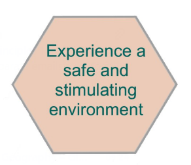 Experience a
safe and
stimulating
environment